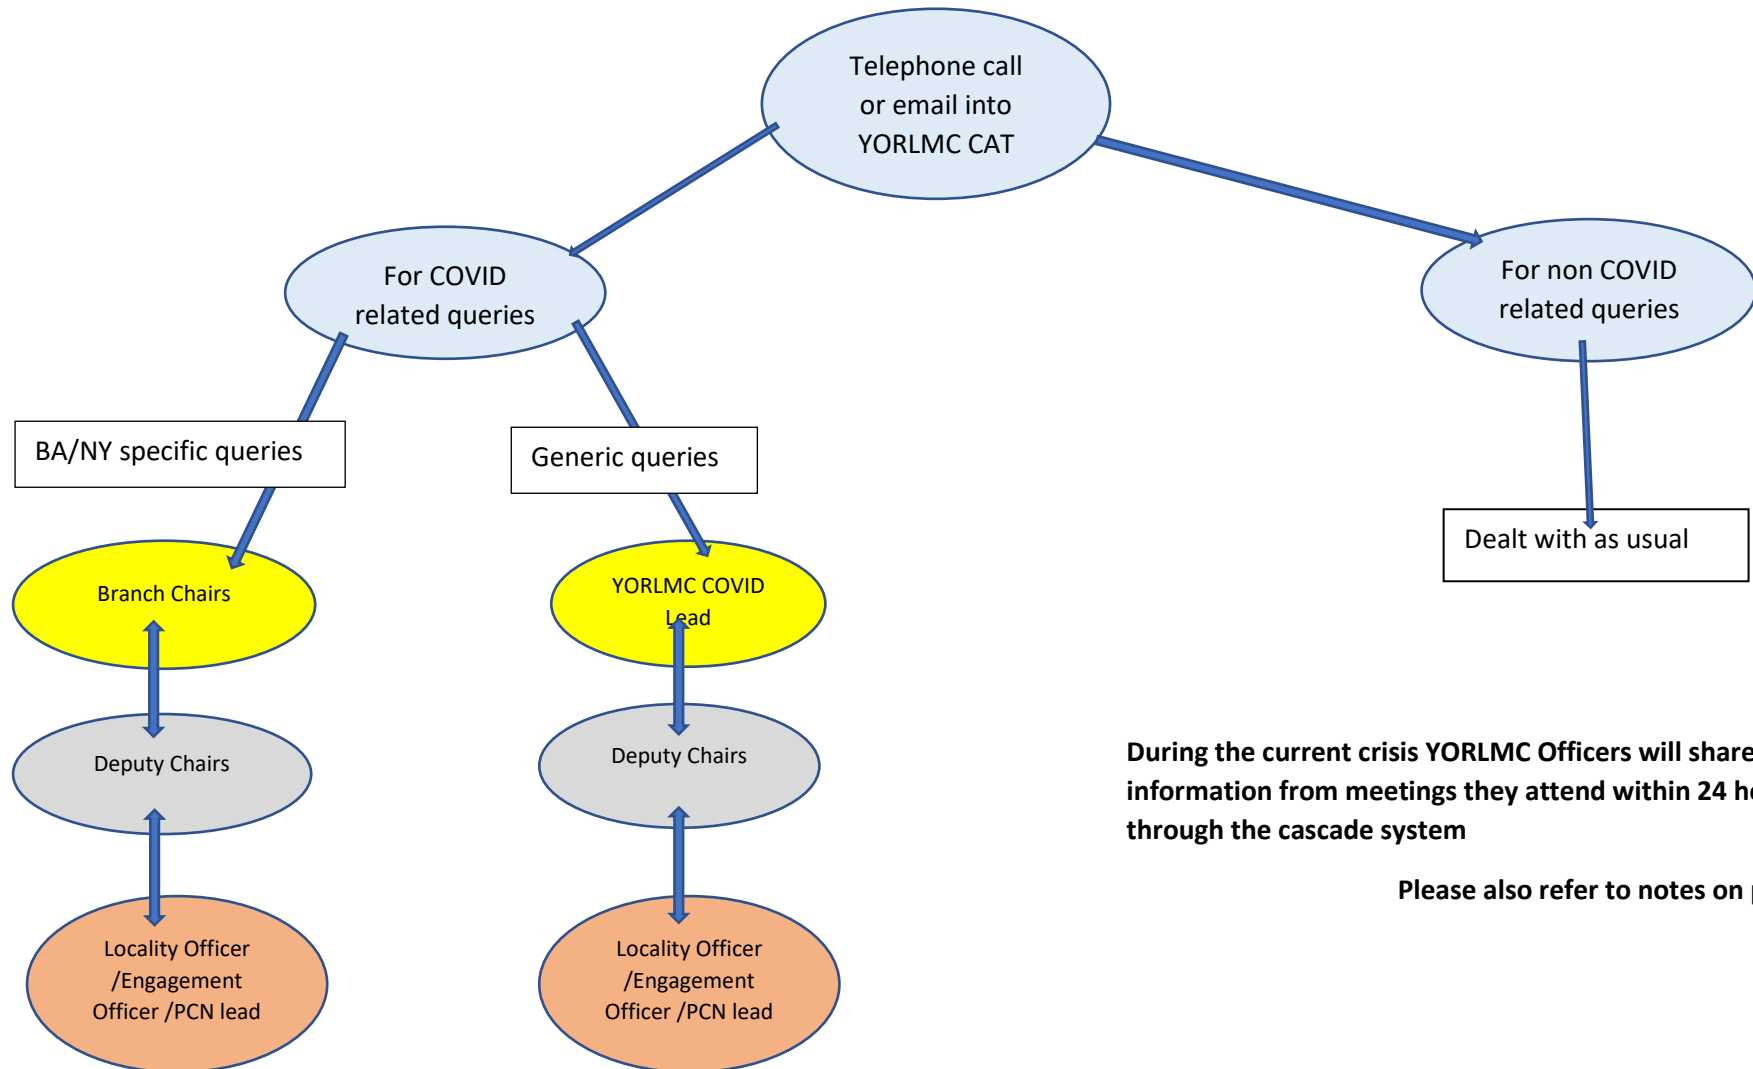 Telephone call
or email into
YORLMC CAT
For COVID
related queries
For non COVID
related queries
BA/NY specific queries
Generic queries
Dealt with as usual
Branch Chairs
YORLMC COVID
Lead
Deputy Chairs
Deputy Chairs
During the current crisis YORLMC Officers will share
information from meetings they attend within 24
through the cascade system
Please also refer to notes on
Locality Officer
/Engagement
Officer /PCN lead
Locality Officer
/Engagement
Officer /PCN lead